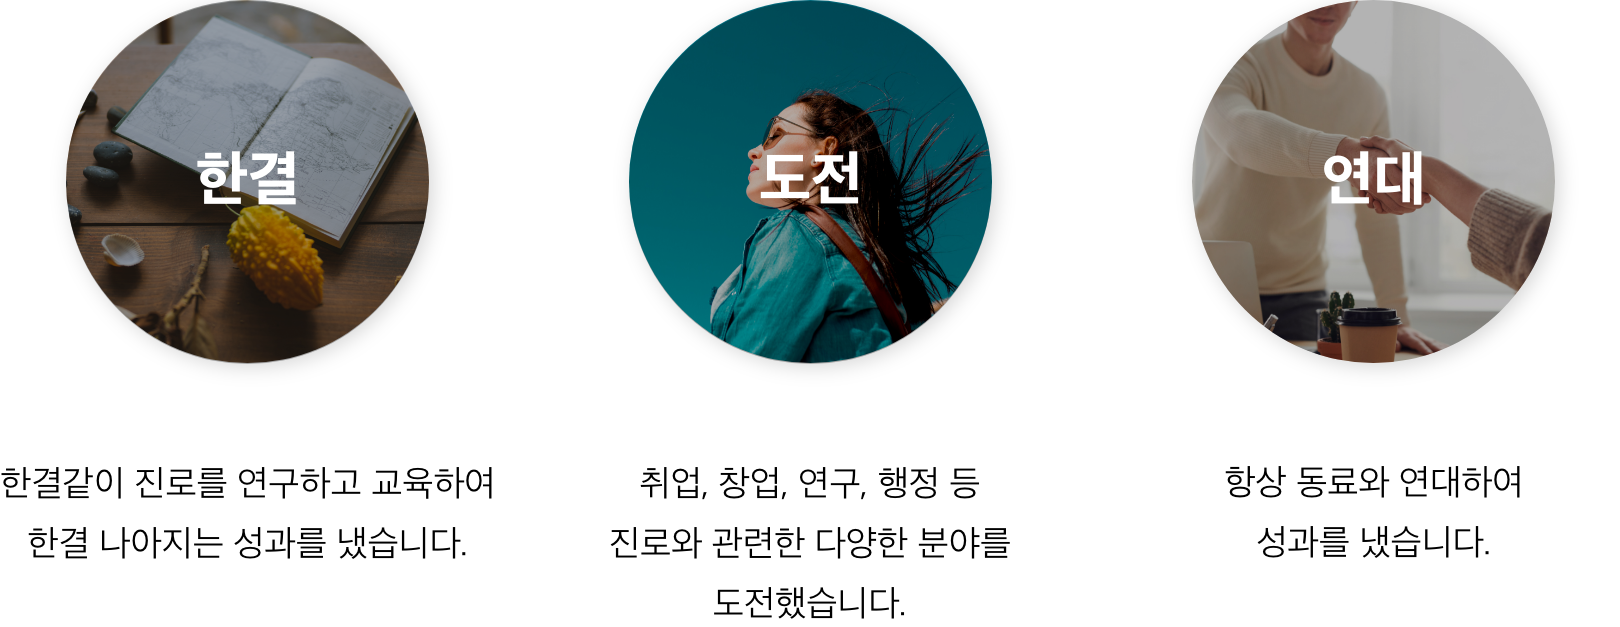 한결
한결같이 진로를 연구하고 교육하여
한결 나아지는 성과를 냈습니다.
도전
취업, 창업, 연구, 행정 등
진로와 관련한 다양한 분야를
도전했습니다.
연대
항상 동료와 연대하여
성과를 냈습니다.